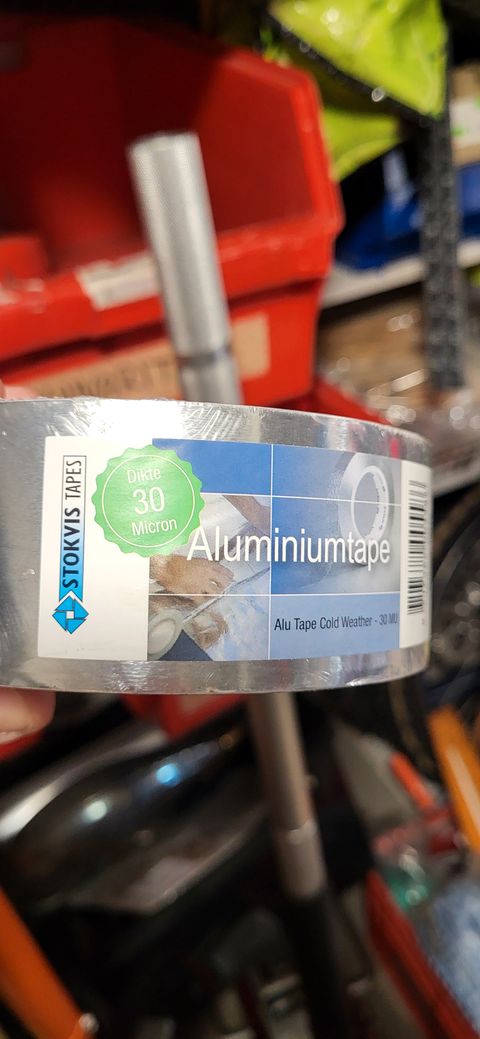 STOKVIS TAPES
Dikte
30
Micron
Aluminiumtape
Alu Tape Cold Weather - 30 MU